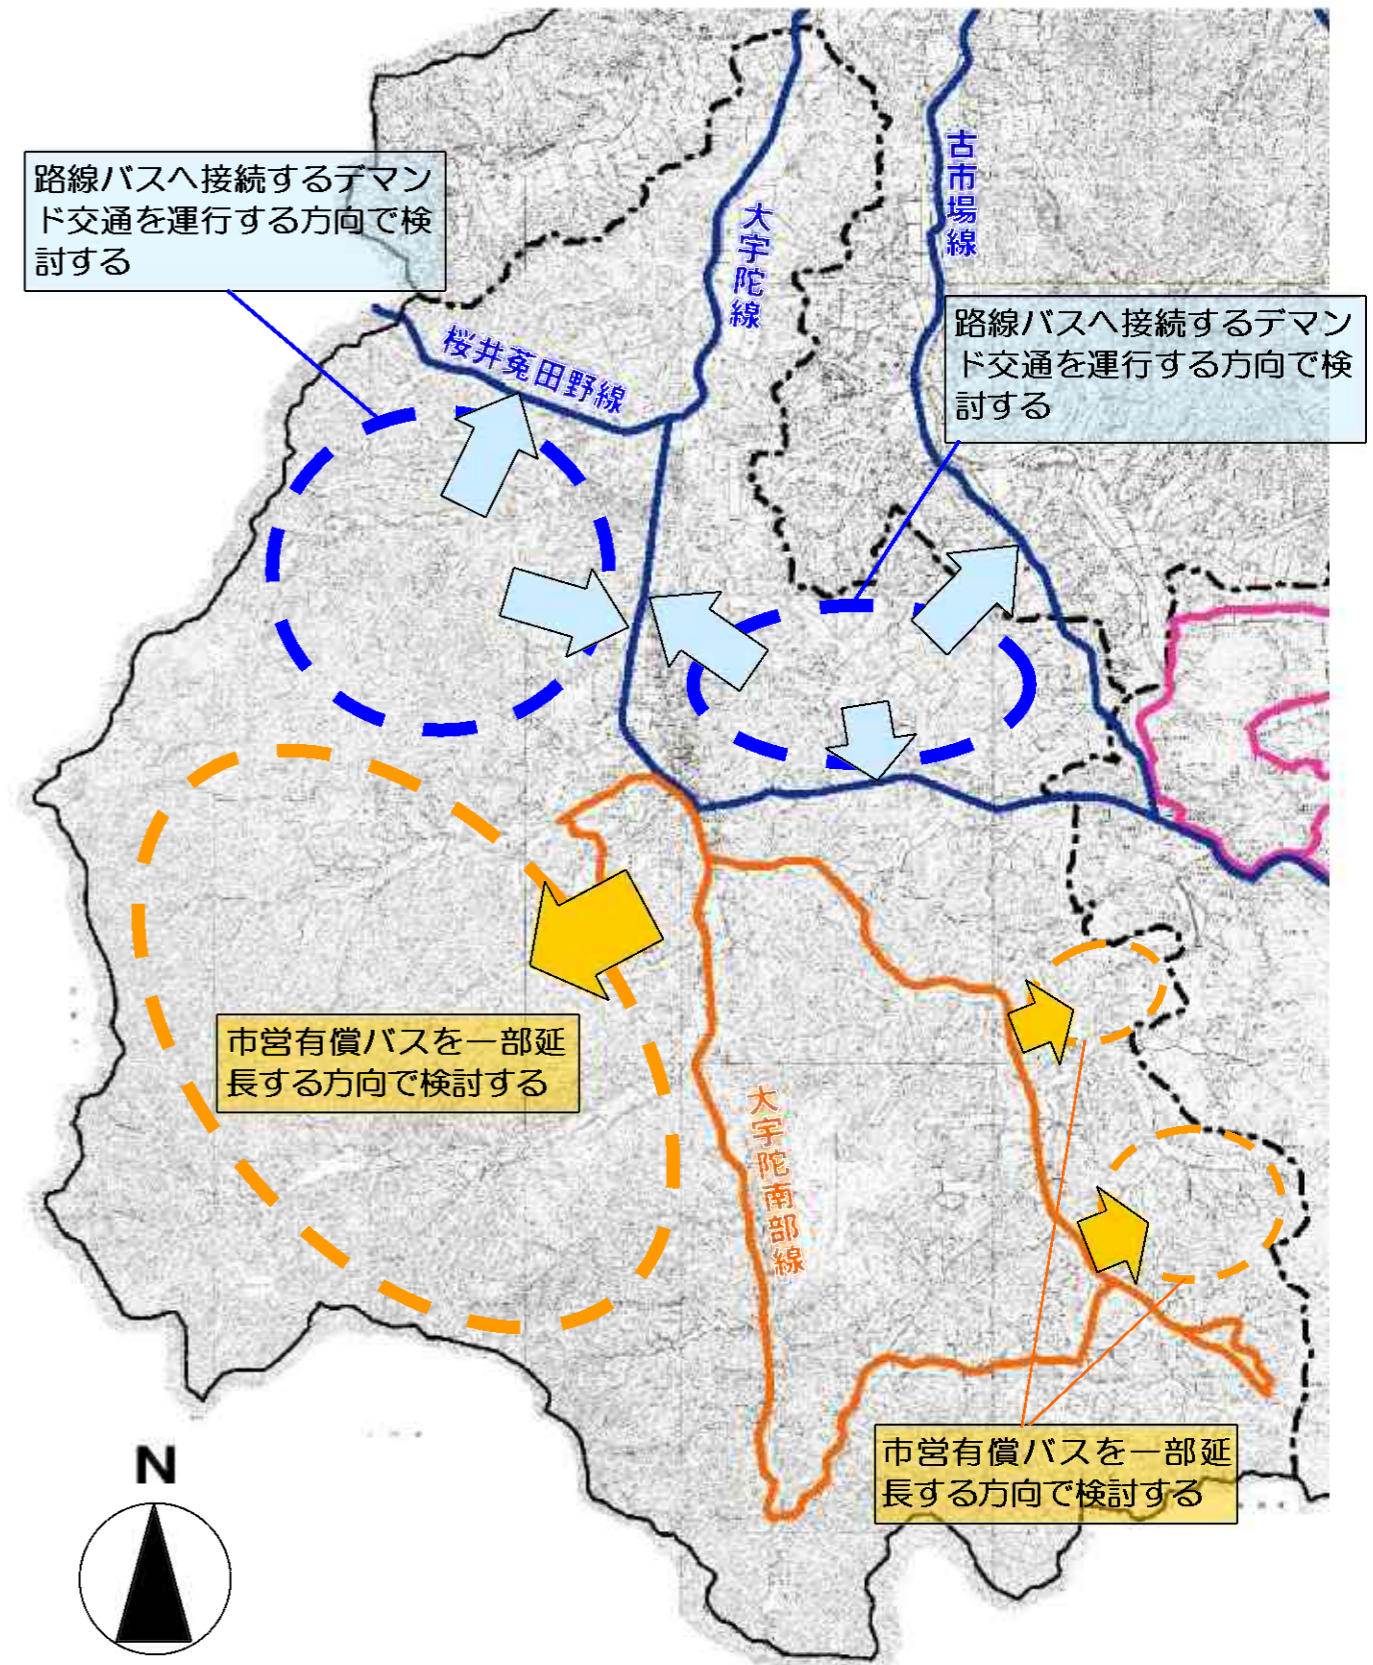 路線バスへ接続するデマン
ド交通を運行する方向で検
討する
古市場線
大宇陀線
路線バスへ接続するデマン
ド交通を運行する方向で検
討する
桜井菟田野線
市営有償バスを一部延
長する方向で検討する
大宇陀南部線
市営有償バスを一部延
長する方向で検討する
N